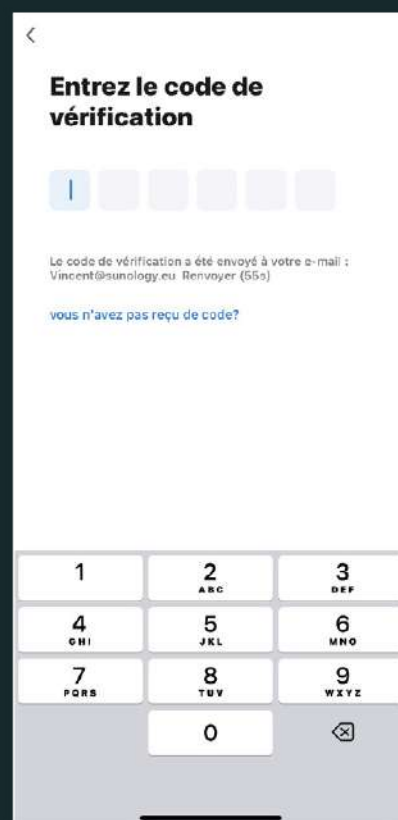 Entrez le code de
vérification
Le code de vérification a été envoyé à votre e-mail :
Vincent@sunology.eu Renvoyer (55s)
vous n'avez pas reçu de code?
1
2
ABC
3
DEF
4
GHI
5
JKL
6
MNO
7
PQRS
8
TUV
9
WXYZ
0